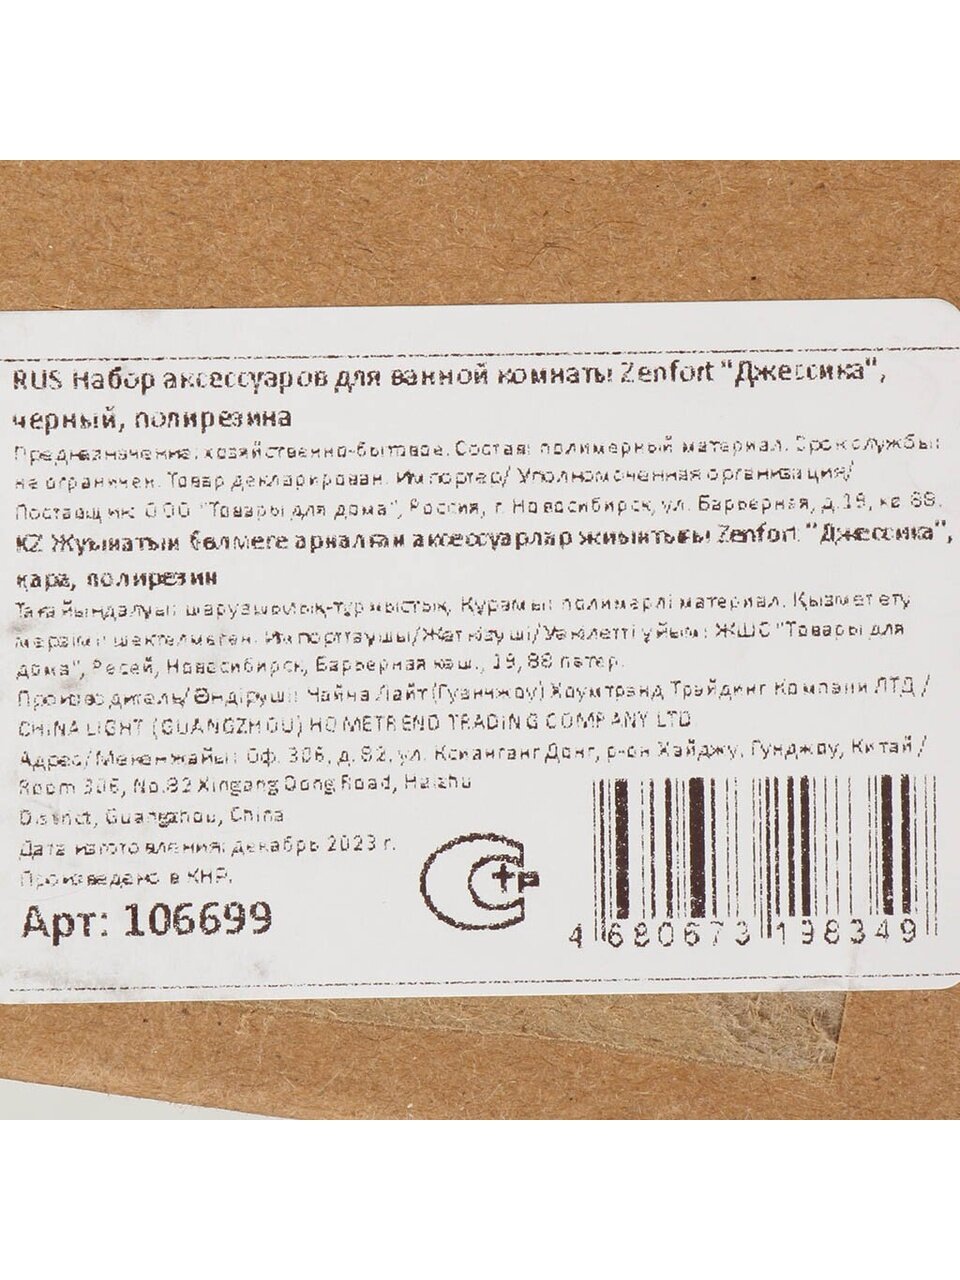 RUS Набор аксессуаров для ванной комнаты Zenfort "Джессика",
черный, полирезина
Предназначение: хозяйственно-бытовое. Состав: полимерный материал. Срок службы:
не ограничен. Товар декларирован. Импортер/ Уполномоченная организация/
Поставщик: ООО "Товары для дома", Россия, г. Новосибирск, ул. Барьерная, д.19, кв 88.
KZ Жуынатын бөлмеге арналған аксессуарлар жиынтығы Zenfort "Джессика",
қара, полирезин
Тағайындалуы: шаруашылық-тұрмыстық. Құрамы: полимерлі материал. Қызмет ету
мерзімі: шектелмеген. Импорттаушы/Жеткізуші/Уәкілетті ұйым: ЖШС "Товары для
дома", Ресей, Новосибирск, Барьерная көш., 19, 88 пәтер.
Производитель/ Өндіруші: Чайна Лайт (Гуанчжоу) Хоумтрэнд Трэйдинг Компани ЛТД /
CHINA LIGHT (GUANGZHOU) HOMETREND TRADING COMPANY LTD
Адрес/Мекенжайы: Оф. 306, д. 82, ул. Ксианганг Донг, р-он Хайджу, Гунджоу, Китай /
Room 306, No.82 Xingang Dong Road, Haizhu
District, Guangzhou, China
Дата изготовления: декабрь 2023 г.
Произведено в КНР.
Арт: 106699
4 680673 198349